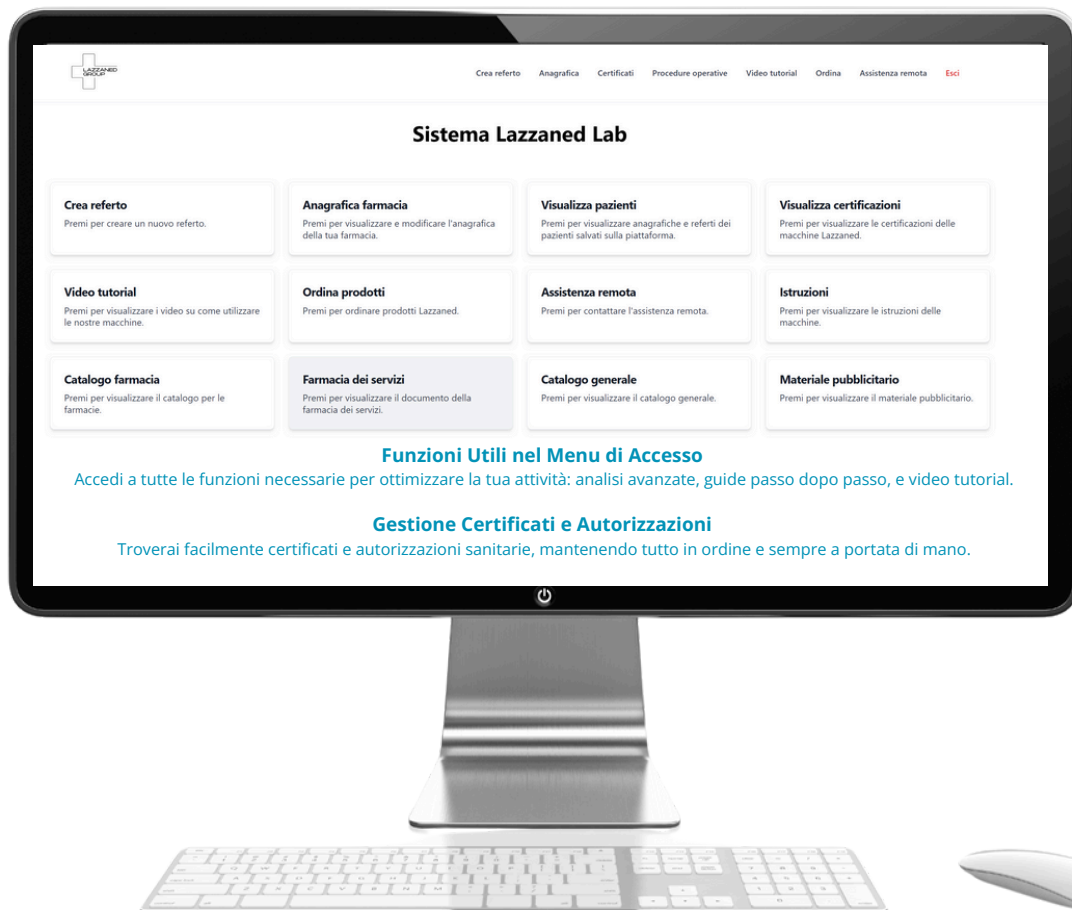 LAZZANED
GROUP
Crea referto Anagrafica Certificati Procedure operative Video tutorial Ordina Assistenza remota Esci
Sistema Lazzaned Lab
Crea referto
Premi per creare un nuovo referto.
Anagrafica farmacia
Premi per visualizzare e modificare l'anagrafica
della tua farmacia.
Visualizza pazienti
Premi per visualizzare anagrafiche e referti dei
pazienti salvati sulla piattaforma.
Visualizza certificazioni
Premi per visualizzare le certificazioni delle
macchine Lazzaned.
Video tutorial
Premi per visualizzare i video su come utilizzare
le nostre macchine.
Ordina prodotti
Premi per ordinare prodotti Lazzaned.
Assistenza remota
Premi per contattare l'assistenza remota.
Istruzioni
Premi per visualizzare le istruzioni delle
macchine.
Catalogo farmacia
Premi per visualizzare il catalogo per le
farmacie.
Farmacia dei servizi
Premi per visualizzare il documento della
farmacia dei servizi.
Catalogo generale
Premi per visualizzare il catalogo generale.
Materiale pubblicitario
Premi per visualizzare il materiale pubblicitario.
Funzioni Utili nel Menu di Accesso
Accedi a tutte le funzioni necessarie per ottimizzare la tua attività: analisi avanzate, guide passo dopo passo, e video tutorial.
Gestione Certificati e Autorizzazioni
Troverai facilmente certificati e autorizzazioni sanitarie, mantenendo tutto in ordine e sempre a portata di mano.